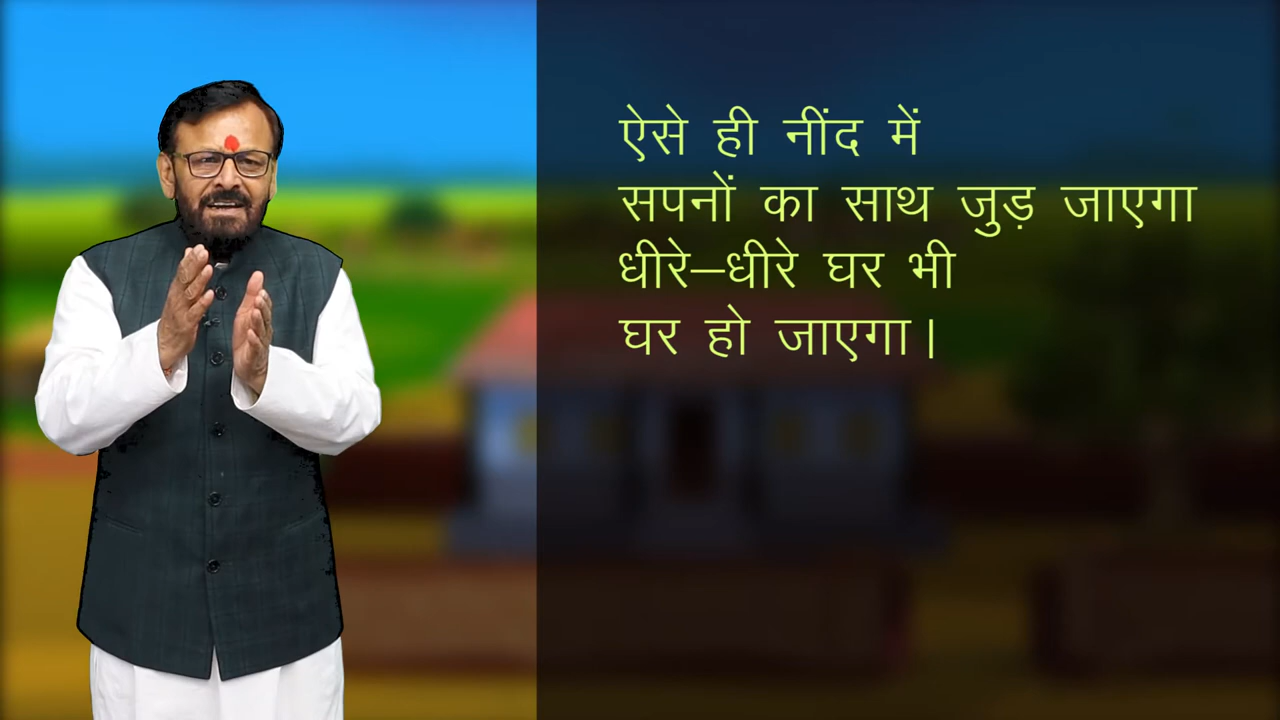 ऐसे ही नींद में
सपनों का साथ जुड़ जाएगा
धीरे–धीरे घर भी
घर हो जाएगा।